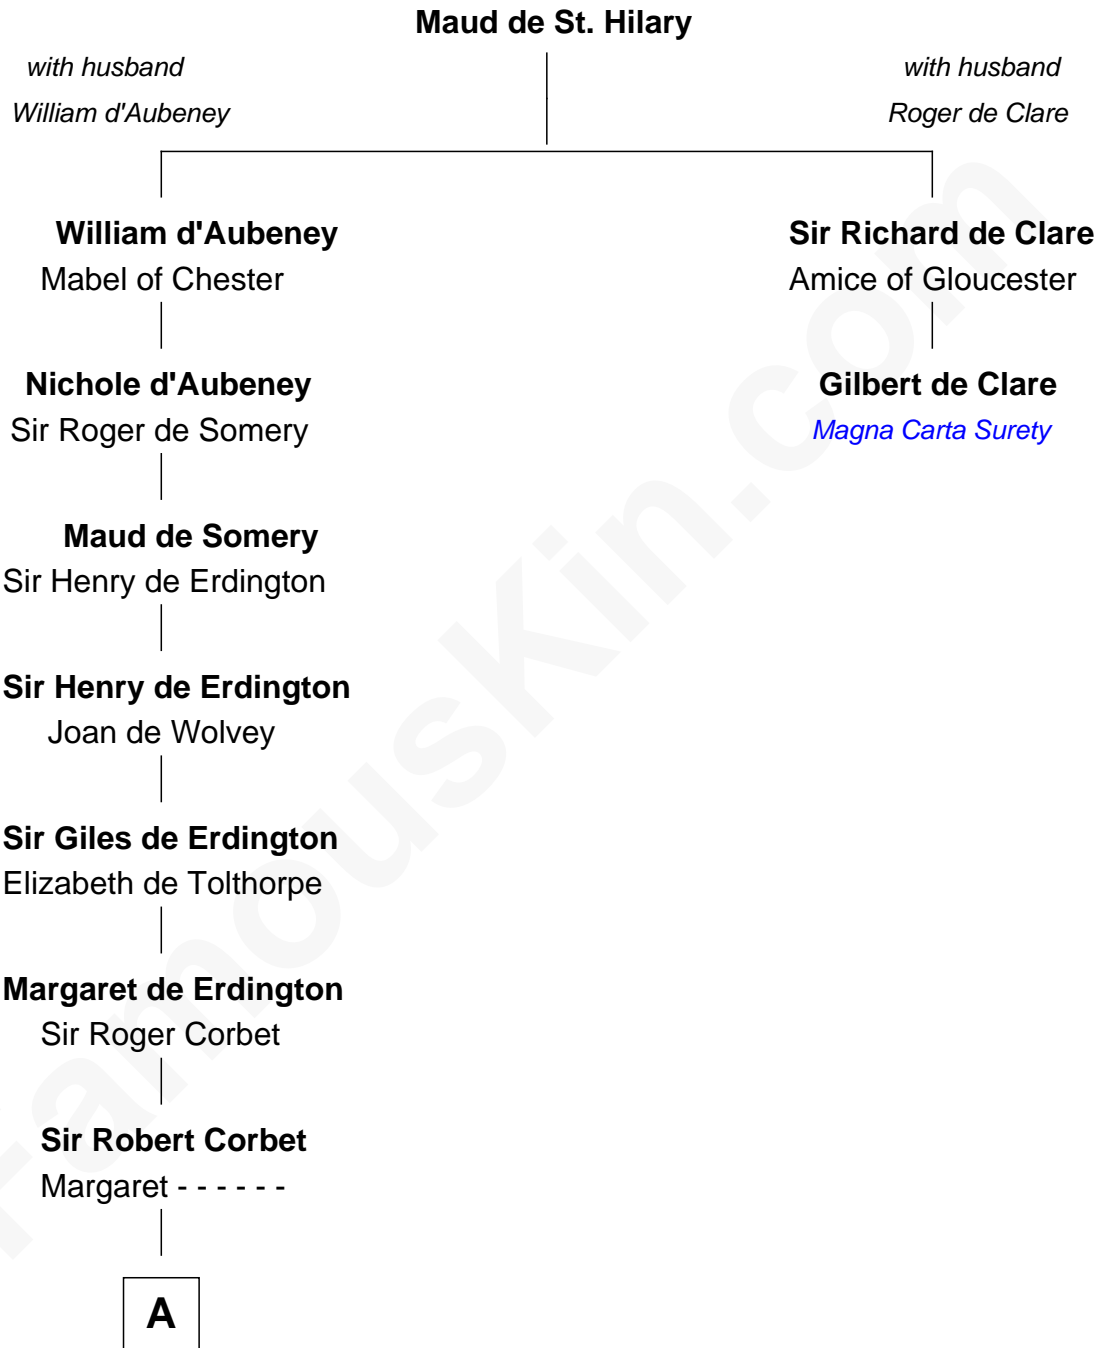 Maud de St. Hilary
with husband
William d'Aubeney
with husband
Roger de Clare
William d'Aubeney
Mabel of Chester
Sir Richard de Clare
Amice of Gloucester
Nichole d'Aubeney
Sir Roger de Somery
Gilbert de Clare
Magna Carta Surety
Maud de Somery
Sir Henry de Erdington
Sir Henry de Erdington
Joan de Wolvey
Sir Giles de Erdington
Elizabeth de Tolthorpe
Margaret de Erdington
Sir Roger Corbet
Sir Robert Corbet
Margaret - - - - - -
A
FamousKin.com